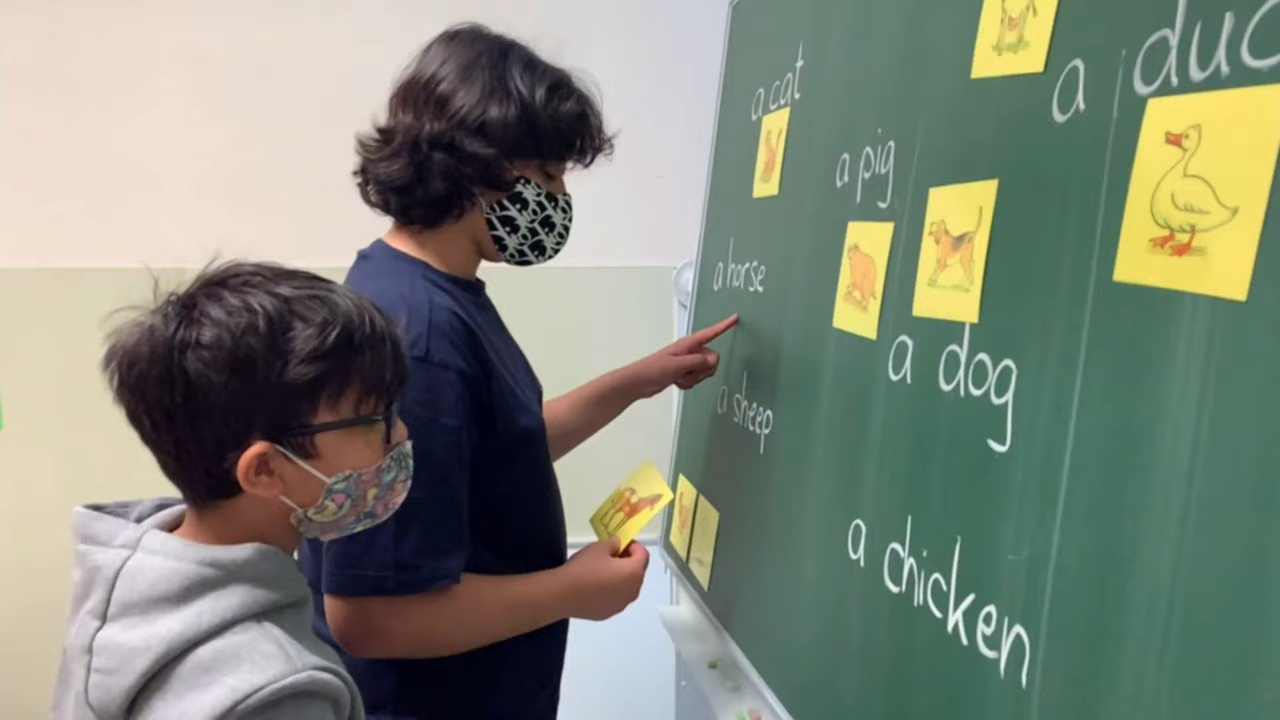 a cat
a duc
a pig
a horse
a dog
a sheep
a chicken